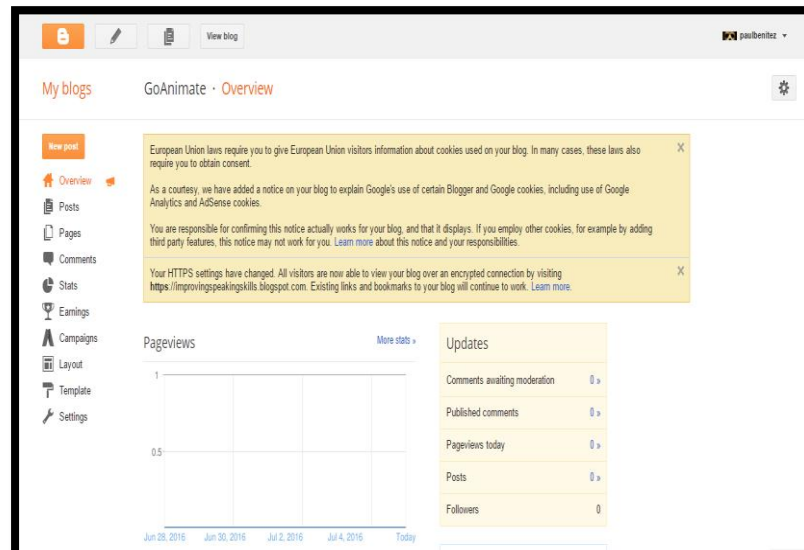 View blog
paulbenitez
My blogs
GoAnimate · Overview
New post
Overview
Posts
Pages
Comments
Stats
Earnings
Campaigns
Layout
Template
Settings
European Union laws require you to give European Union visitors information about cookies used on your blog. In many cases, these laws also
require you to obtain consent.
As a courtesy, we have added a notice on your blog to explain Google's use of certain Blogger and Google cookies, including use of Google
Analytics and AdSense cookies.
You are responsible for confirming this notice actually works for your blog, and that it displays. If you employ other cookies, for example by adding
third party features, this notice may not work for you. Learn more about this notice and your responsibilities.
Your HTTPS settings have changed. All visitors are now able to view your blog over an encrypted connection by visiting
https://improvingspeakingskills.blogspot.com. Existing links and bookmarks to your blog will continue to work. Learn more.
Pageviews
More stats »
1
0.5
Jun 28, 2016 Jun 30, 2016 Jul 2, 2016 Jul 4, 2016 Today
Updates
Comments awaiting moderation 0 »
Published comments 0 »
Pageviews today 0 »
Posts 0 »
Followers 0